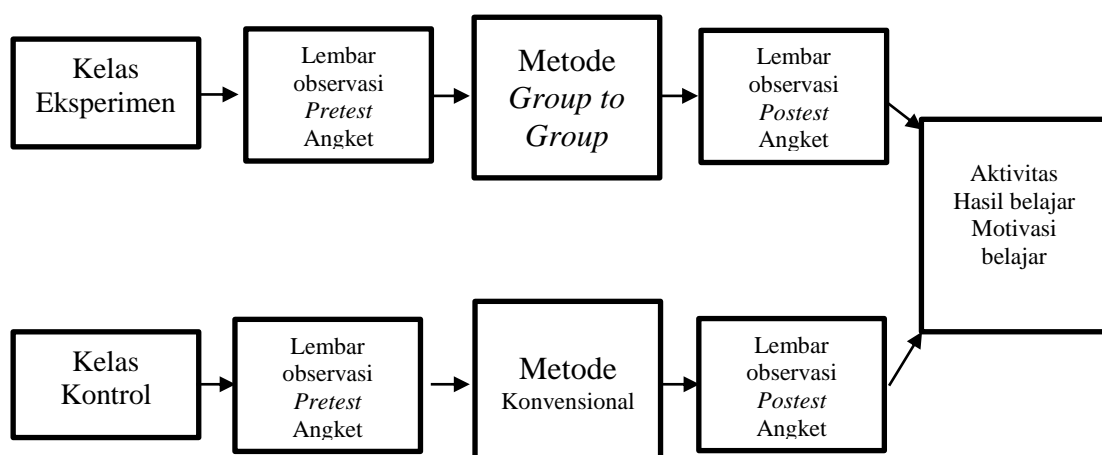 Kelas
Eksperimen
Lembar
observasi
Pretest
Angket
Metode
Group to
Group
Lembar
observasi
Postest
Angket
Aktivitas
Hasil belajar
Motivasi
belajar
Kelas
Kontrol
Lembar
observasi
Pretest
Angket
Metode
Konvensional
Lembar
observasi
Postest
Angket